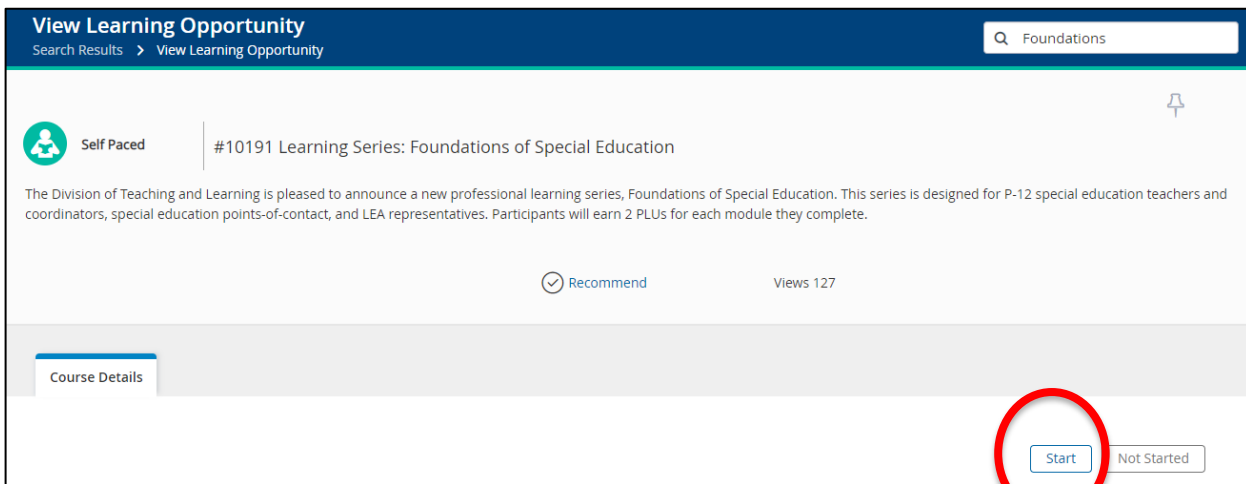 View Learning Opportunity
Search Results > View Learning Opportunity
Foundations
Self Paced
#10191 Learning Series: Foundations of Special Education
The Division of Teaching and Learning is pleased to announce a new professional learning series, Foundations of Special Education. This series is designed for P-12 special education teachers and
coordinators, special education points-of-contact, and LEA representatives. Participants will earn 2 PLUs for each module they complete.
Recommend Views 127
Course Details
Start Not Started